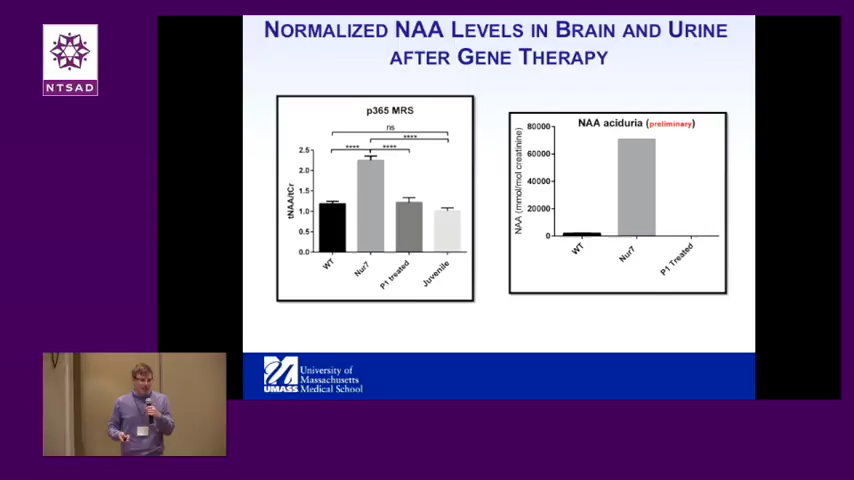 NTSAD
NORMALIZED NAA LEVELS IN BRAIN AND URINE
AFTER GENE THERAPY
p365 MRS
ns
****
**** ****
tNAA/tCr
2.5
2.0
1.5
1.0
0.5
0.0
WT
Nur7
P1 treated
Juvenile
NAA aciduria (preliminary)
NAA (mmol/mol creatinine)
80000
60000
40000
20000
0
WT
Nur7
P1 Treated
UMASS
University of
Massachusetts
Medical School